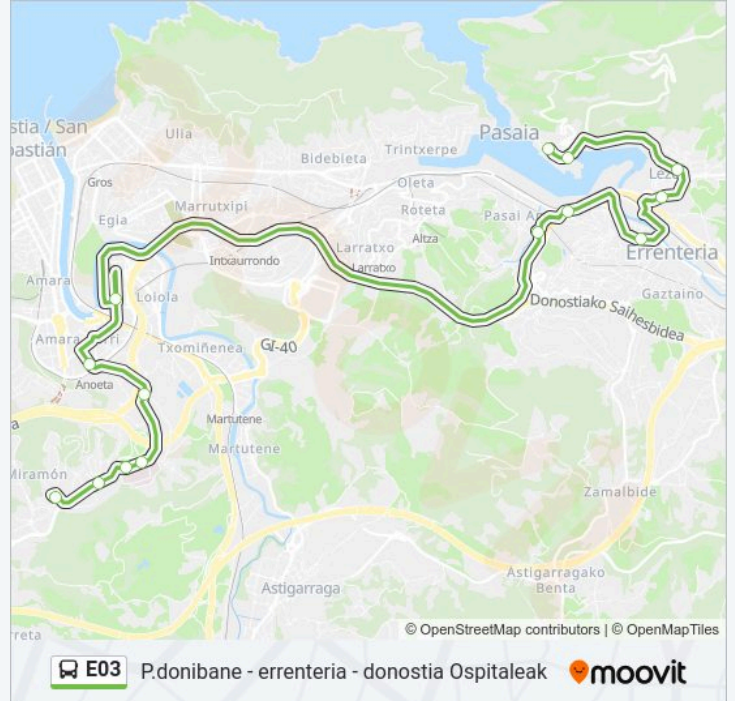 Ulia
Pasaia
stia / San
bastián)
Trintxerpe
Bidebieta
Lezo
Gros
Oleta
Marrutxipi
Roteta
Pasai An
Egia
Altza
Larratxo
Errenteria
Intxaurrondo
Larratxo
Amara
Loiola
Gaztaino
Donostiako Saihesbidea
Amara Berri
Txomiñenea
GI-40
Anoeta
Martutene
a
Martutene
Miramón
Zamalbide
Astigarragako
Benta
Astigarraga
rreta
© OpenStreetMap contributors | © OpenMapTiles
E03 P.donibane - errenteria - donostia Ospitaleak moovit